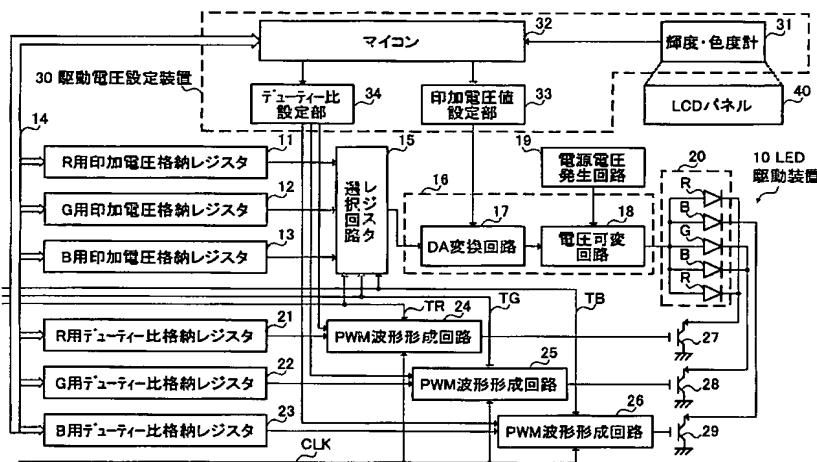 32
マイコン
31
輝度・色度計
30 駆動電圧設定装置
デューティー比
設定部
34
印加電圧値
設定部
33
LCDパネル
40
14
11
R用印加電圧格納レジスタ
12
G用印加電圧格納レジスタ
13
B用印加電圧格納レジスタ
15
レジスタ
選択回路
16
17
DA変換回路
19
電源電圧
発生回路
18
電圧可変
回路
20
R
B
G
B
R
10 LED
駆動装置
TR
TG
TB
21
R用デューティー比格納レジスタ
22
G用デューティー比格納レジスタ
23
B用デューティー比格納レジスタ
24
PWM波形形成回路
25
PWM波形形成回路
26
PWM波形形成回路
27
28
29
CLK